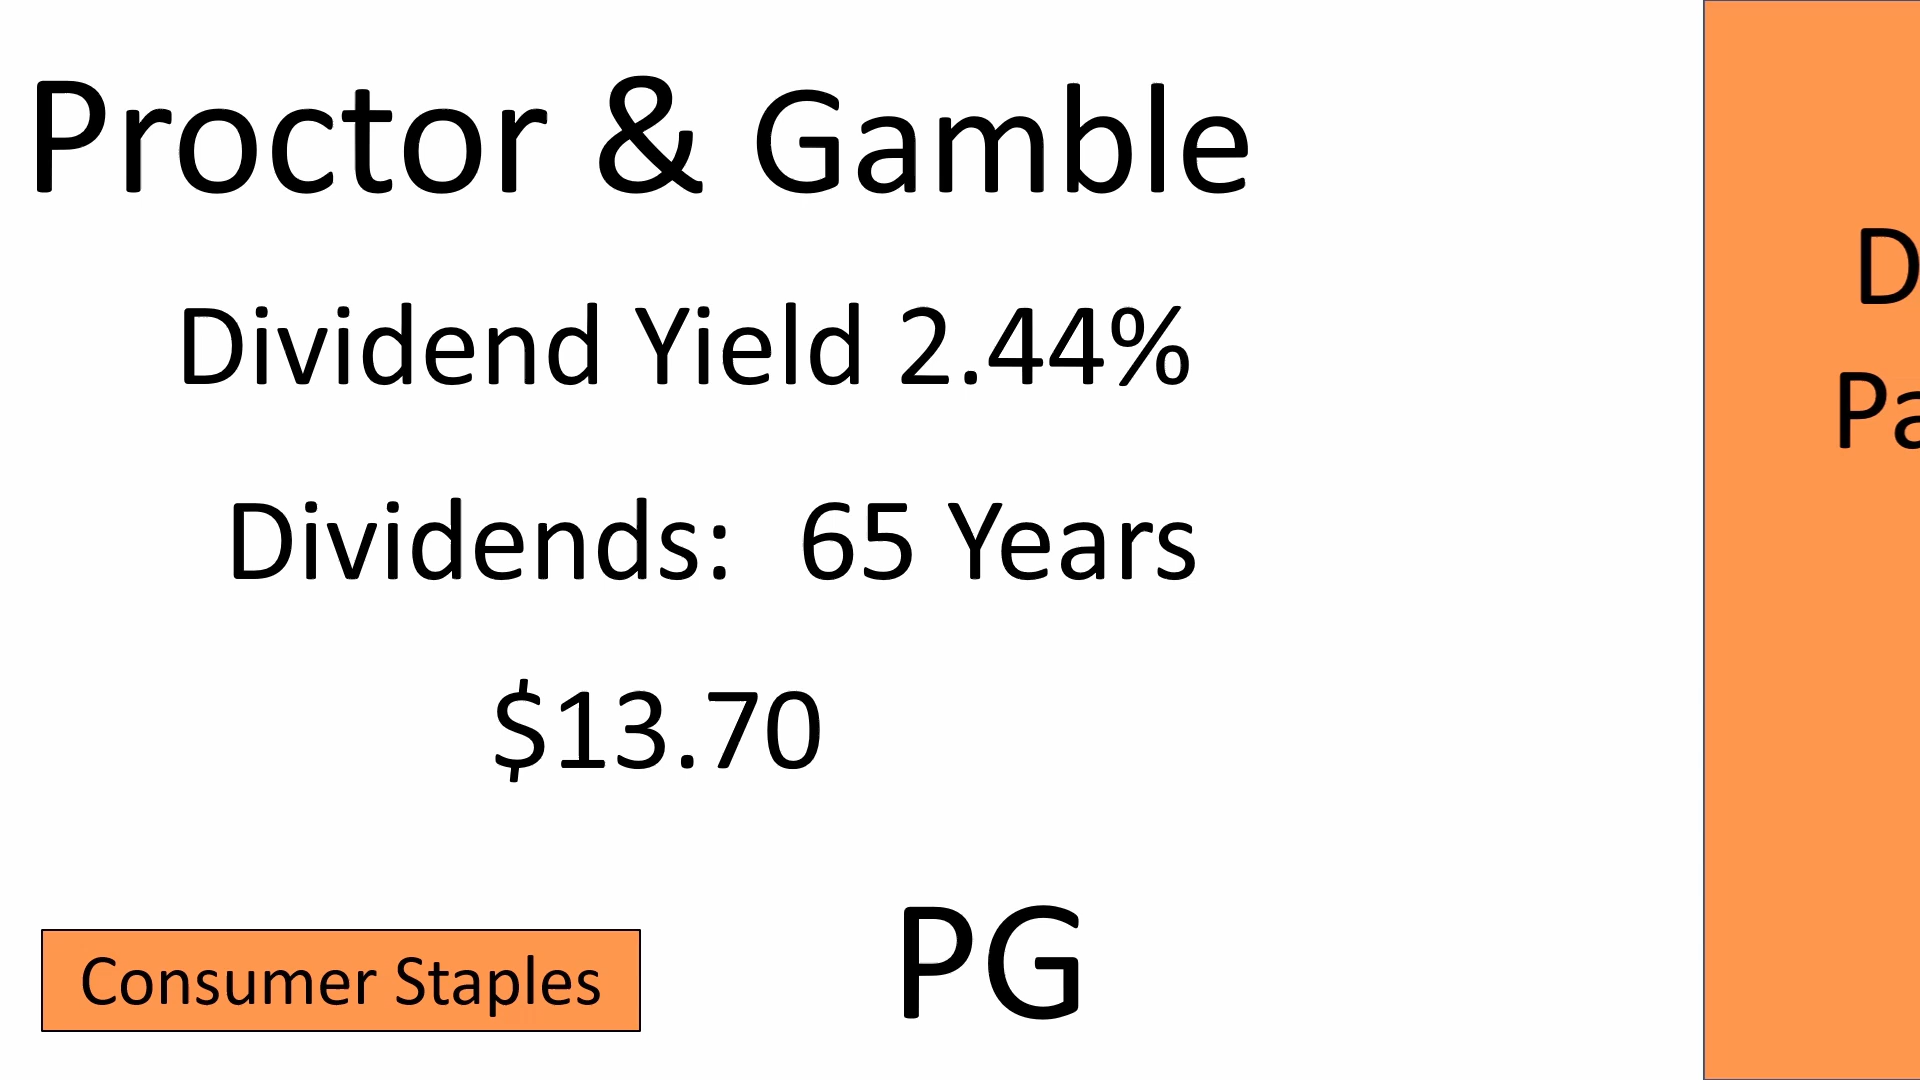 Proctor & Gamble
Dividend Yield 2.44%
Dividends: 65 Years
$13.70
Consumer Staples
PG